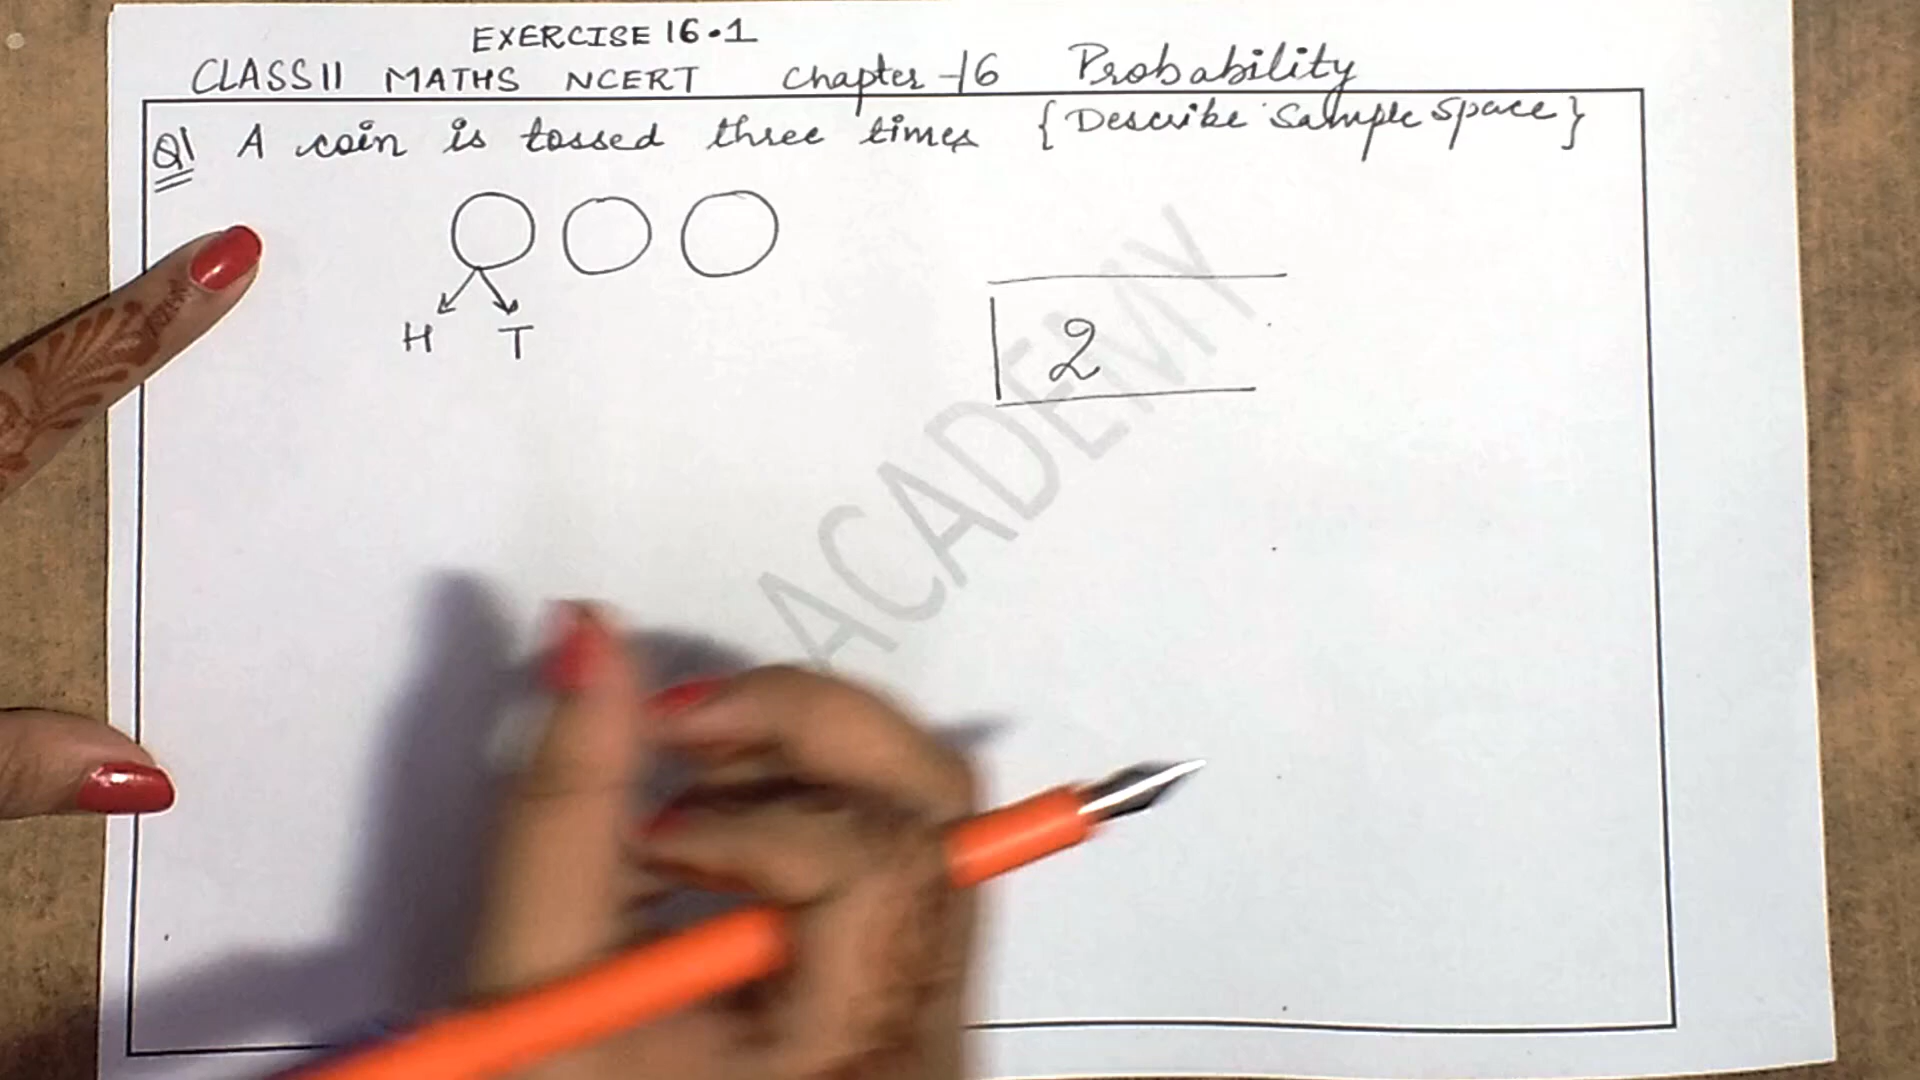 EXERCISE 16.1
CLASS 11 MATHS NCERT Chapter-16 Probability
Q1 A coin is tossed three times {Describe Sample space}
H T
2
ACADEMY